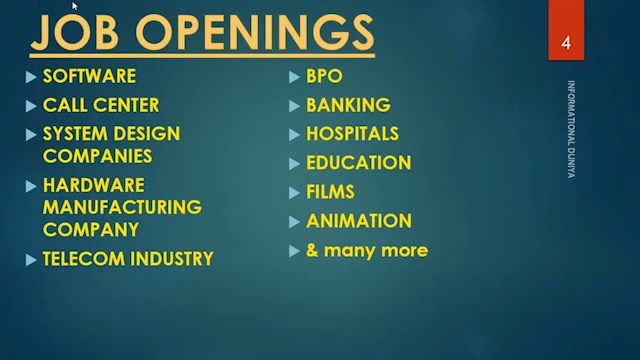 JOB OPENINGS
4
SOFTWARE
CALL CENTER
SYSTEM DESIGN
COMPANIES
HARDWARE
MANUFACTURING
COMPANY
TELECOM INDUSTRY
BPO
BANKING
HOSPITALS
EDUCATION
FILMS
ANIMATION
& many more
INFORMATIONAL DUNIYA